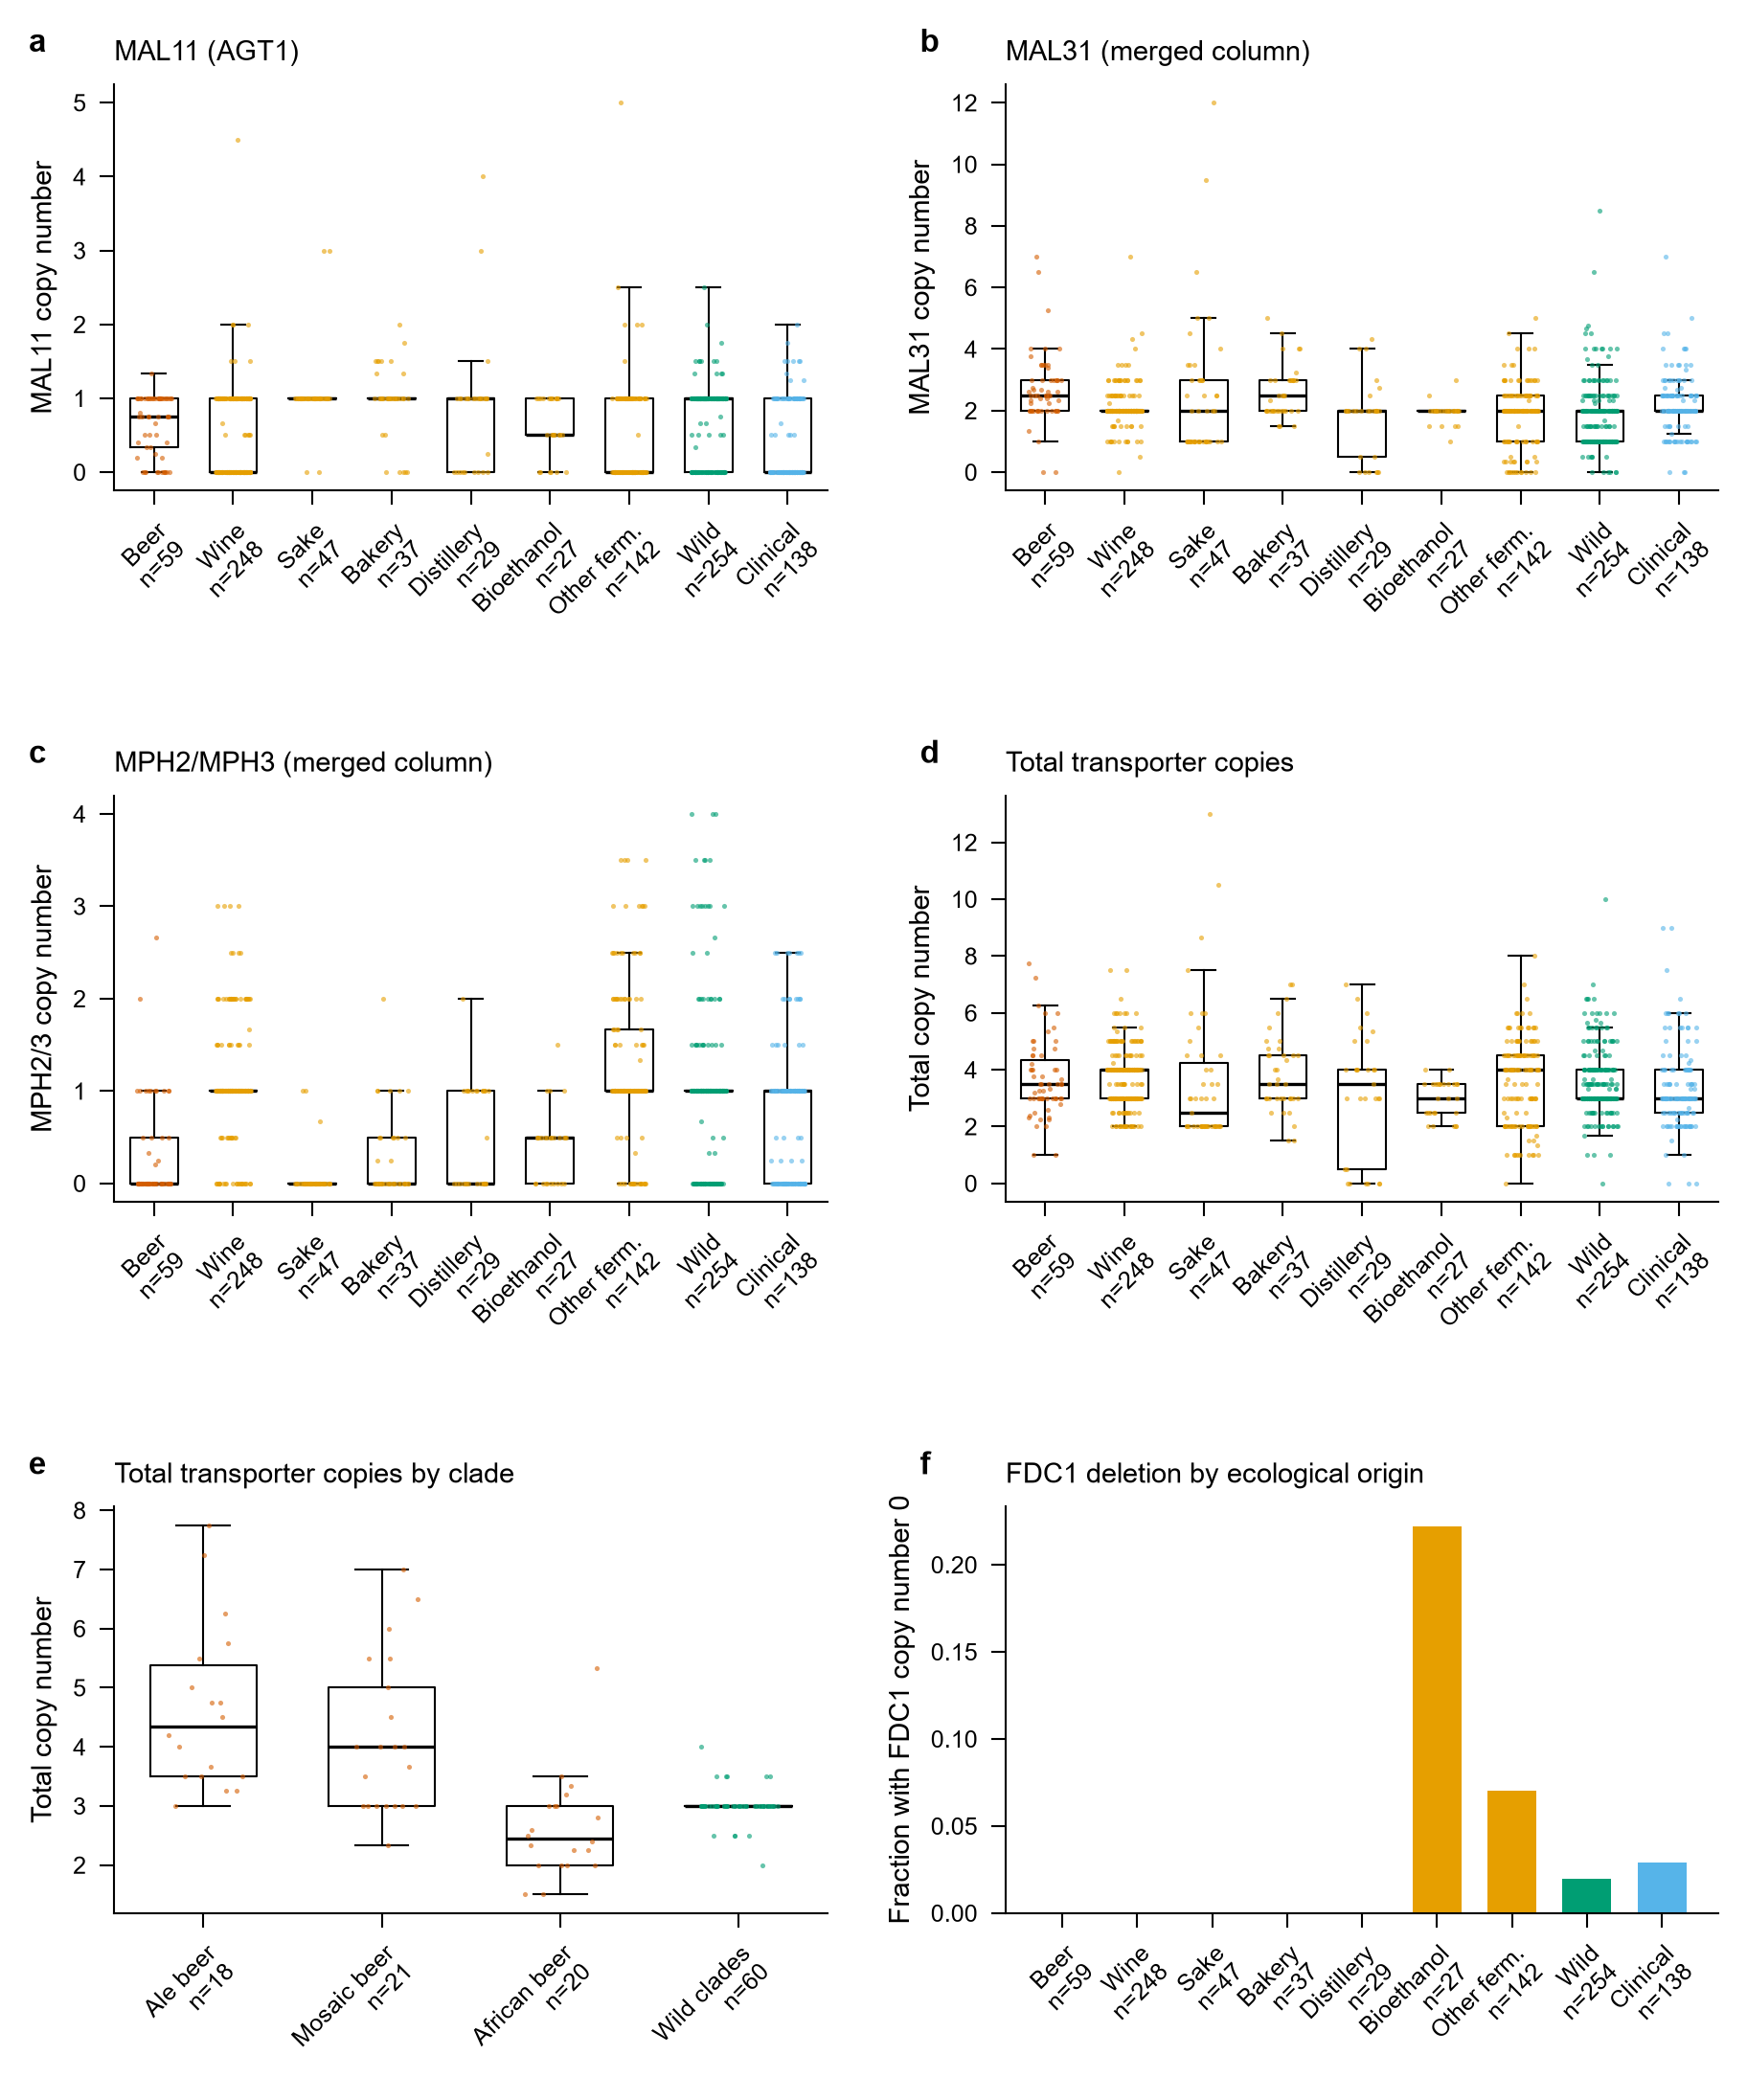 a
MAL11 (AGT1)
MAL11 copy number
5
4
3
2
1
0
Beer
n=59
Wine
n=248
Sake
n=47
Bakery
n=37
Distillery
n=29
Bioethanol
n=27
Other ferm.
n=142
Wild
n=254
Clinical
n=138
b
MAL31 (merged column)
MAL31 copy number
12
10
8
6
4
2
0
Beer
n=59
Wine
n=248
Sake
n=47
Bakery
n=37
Distillery
n=29
Bioethanol
n=27
Other ferm.
n=142
Wild
n=254
Clinical
n=138
c
MPH2/MPH3 (merged column)
MPH2/3 copy number
4
3
2
1
0
Beer
n=59
Wine
n=248
Sake
n=47
Bakery
n=37
Distillery
n=29
Bioethanol
n=27
Other ferm.
n=142
Wild
n=254
Clinical
n=138
d
Total transporter copies
Total copy number
12
10
8
6
4
2
0
Beer
n=59
Wine
n=248
Sake
n=47
Bakery
n=37
Distillery
n=29
Bioethanol
n=27
Other ferm.
n=142
Wild
n=254
Clinical
n=138
e
Total transporter copies by clade
Total copy number
8
7
6
5
4
3
2
Ale beer
n=18
Mosaic beer
n=21
African beer
n=20
Wild clades
n=60
f
FDC1 deletion by ecological origin
Fraction with FDC1 copy number 0
0.20
0.15
0.10
0.05
0.00
Beer
n=59
Wine
n=248
Sake
n=47
Bakery
n=37
Distillery
n=29
Bioethanol
n=27
Other ferm.
n=142
Wild
n=254
Clinical
n=138